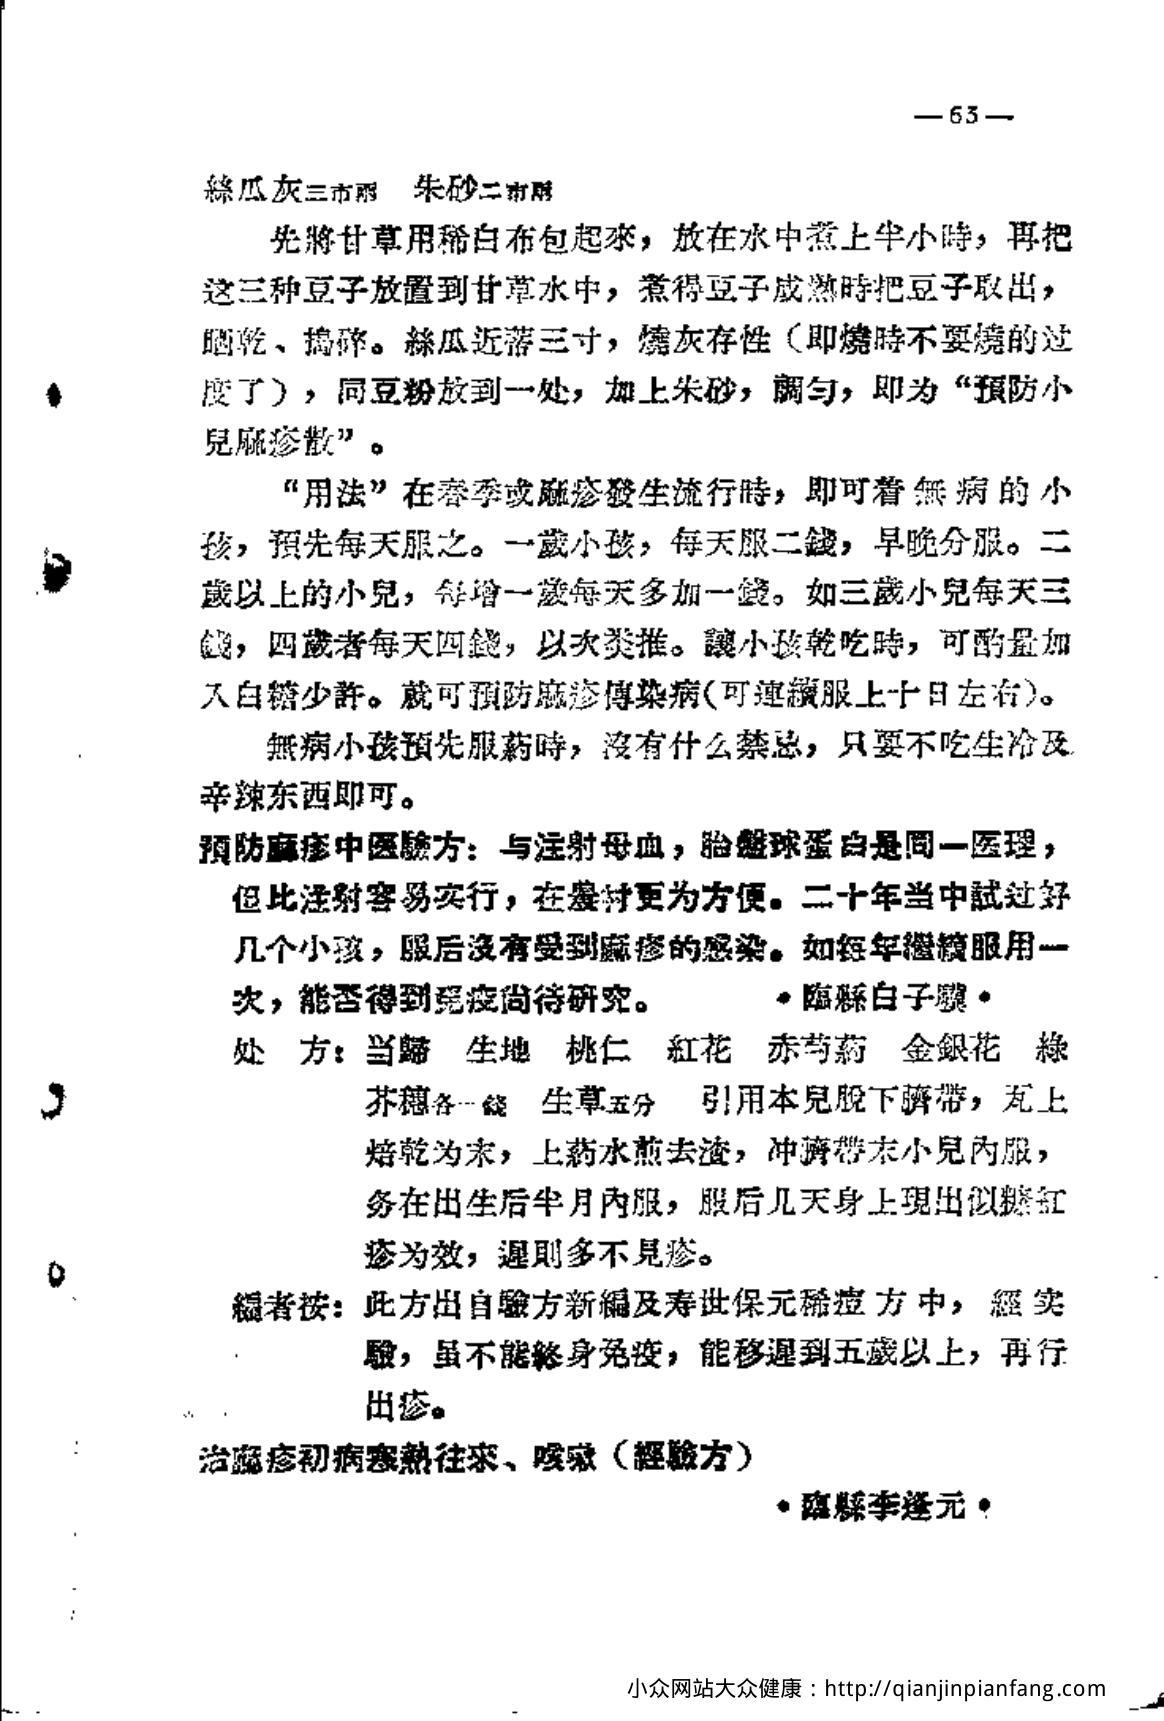 —63—
絲瓜灰三市兩　朱砂二市兩
先將甘草用稀白布包起來，放在水中煮上半小時，再把
这三种豆子放置到甘草水中，煮得豆子成熟時把豆子取出，
晒乾、搗碎。絲瓜近蒂三寸，燒灰存性（即燒時不要燒的过
度了），同豆粉放到一处，加上朱砂，調匀，即为“預防小
兒麻疹散”。
“用法”在春季或麻疹發生流行時，即可着無病的小
孩，預先每天服之。一歲小孩，每天服二錢，早晚分服。二
歲以上的小兒，每增一歲每天多加一錢。如三歲小兒每天三
錢，四歲者每天四錢，以次类推。讓小孩乾吃時，可酌量加
入白糖少許。就可預防麻疹傳染病(可連續服上十日左右)。
無病小孩預先服葯時，沒有什么禁忌，只要不吃生冷及
辛辣东西即可。
預防麻疹中医驗方：与注射母血，胎盤球蛋白是同一医理，
但比注射容易实行，在農村更为方便。二十年当中試过好
几个小孩，服后沒有受到麻疹的感染。如每年繼續服用一
次，能否得到免疫尚待研究。　•臨縣白子驥•
处　方：当歸　生地　桃仁　紅花　赤芍葯　金銀花　綠
芥穗各一錢　生草五分　引用本兒脫下臍帶，瓦上
焙乾为末，上葯水煎去渣，冲臍帶末小兒內服，
务在出生后半月內服，服后几天身上現出似糖紅
疹为效，遲則多不見疹。
編者按：此方出自驗方新編及寿世保元稀痘方中，經实
驗，虽不能終身免疫，能移遲到五歲以上，再行
出疹。
治麻疹初病寒熱往來、咳嗽（經驗方）
•臨縣李逢元•
小众网站大众健康：http://qianjinpianfang.com